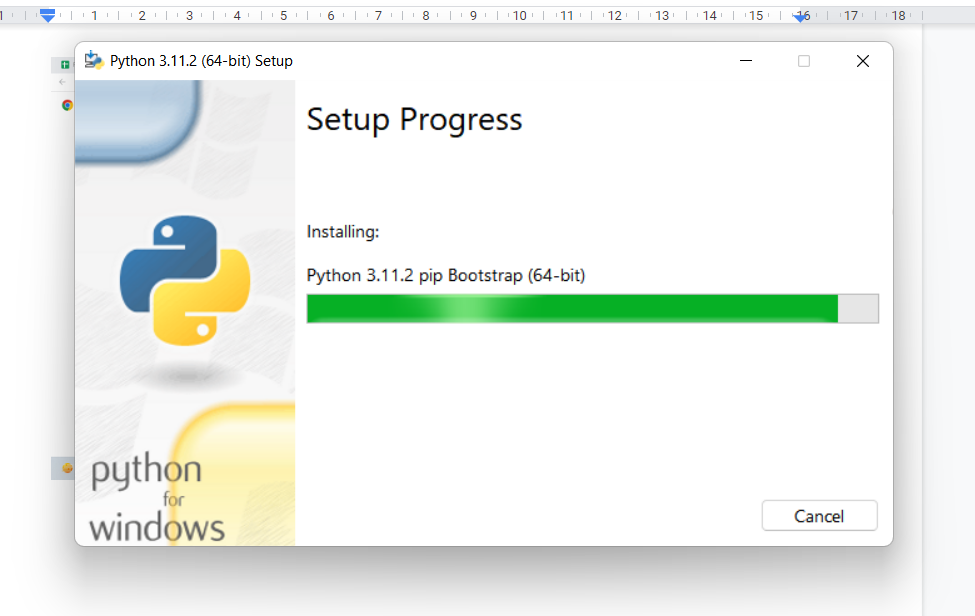 1 1 2 3 4 5 6 7 8 9 10 11 12 13 14 15 16 17 18
Python 3.11.2 (64-bit) Setup
Setup Progress
Installing:
Python 3.11.2 pip Bootstrap (64-bit)
python
for
windows
Cancel